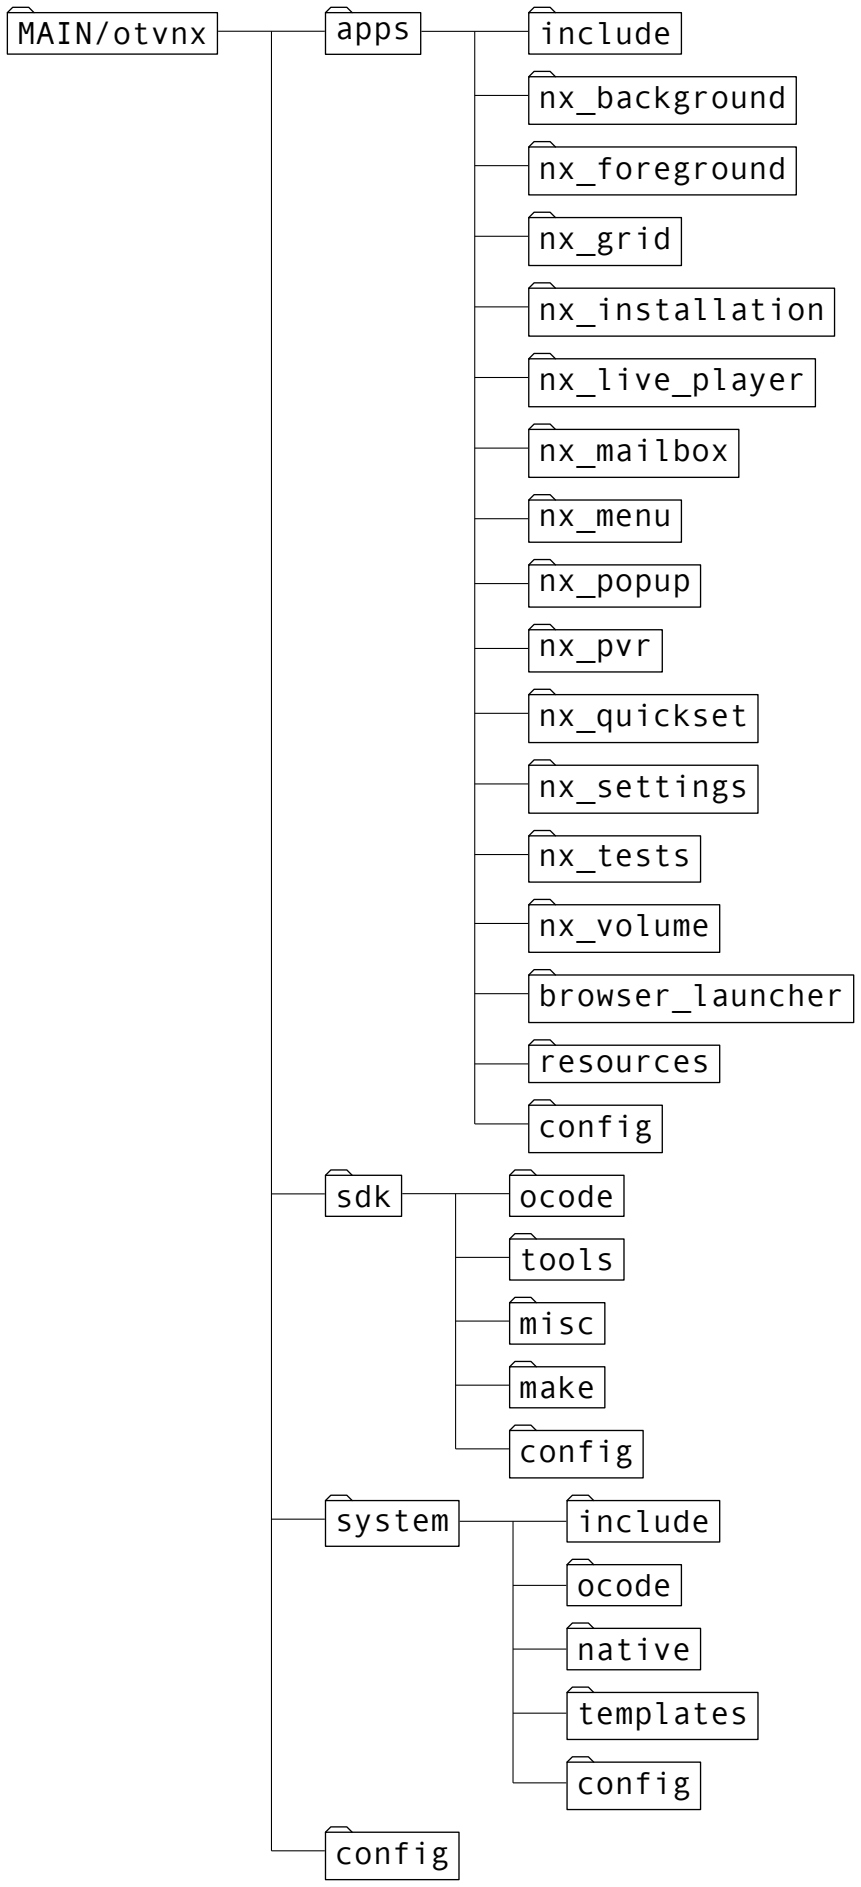 MAIN/otvnx
apps
include
nx_background
nx_foreground
nx_grid
nx_installation
nx_live_player
nx_mailbox
nx_menu
nx_popup
nx_pvr
nx_quickset
nx_settings
nx_tests
nx_volume
browser_launcher
resources
config
sdk
ocode
tools
misc
make
config
system
include
ocode
native
templates
config
config